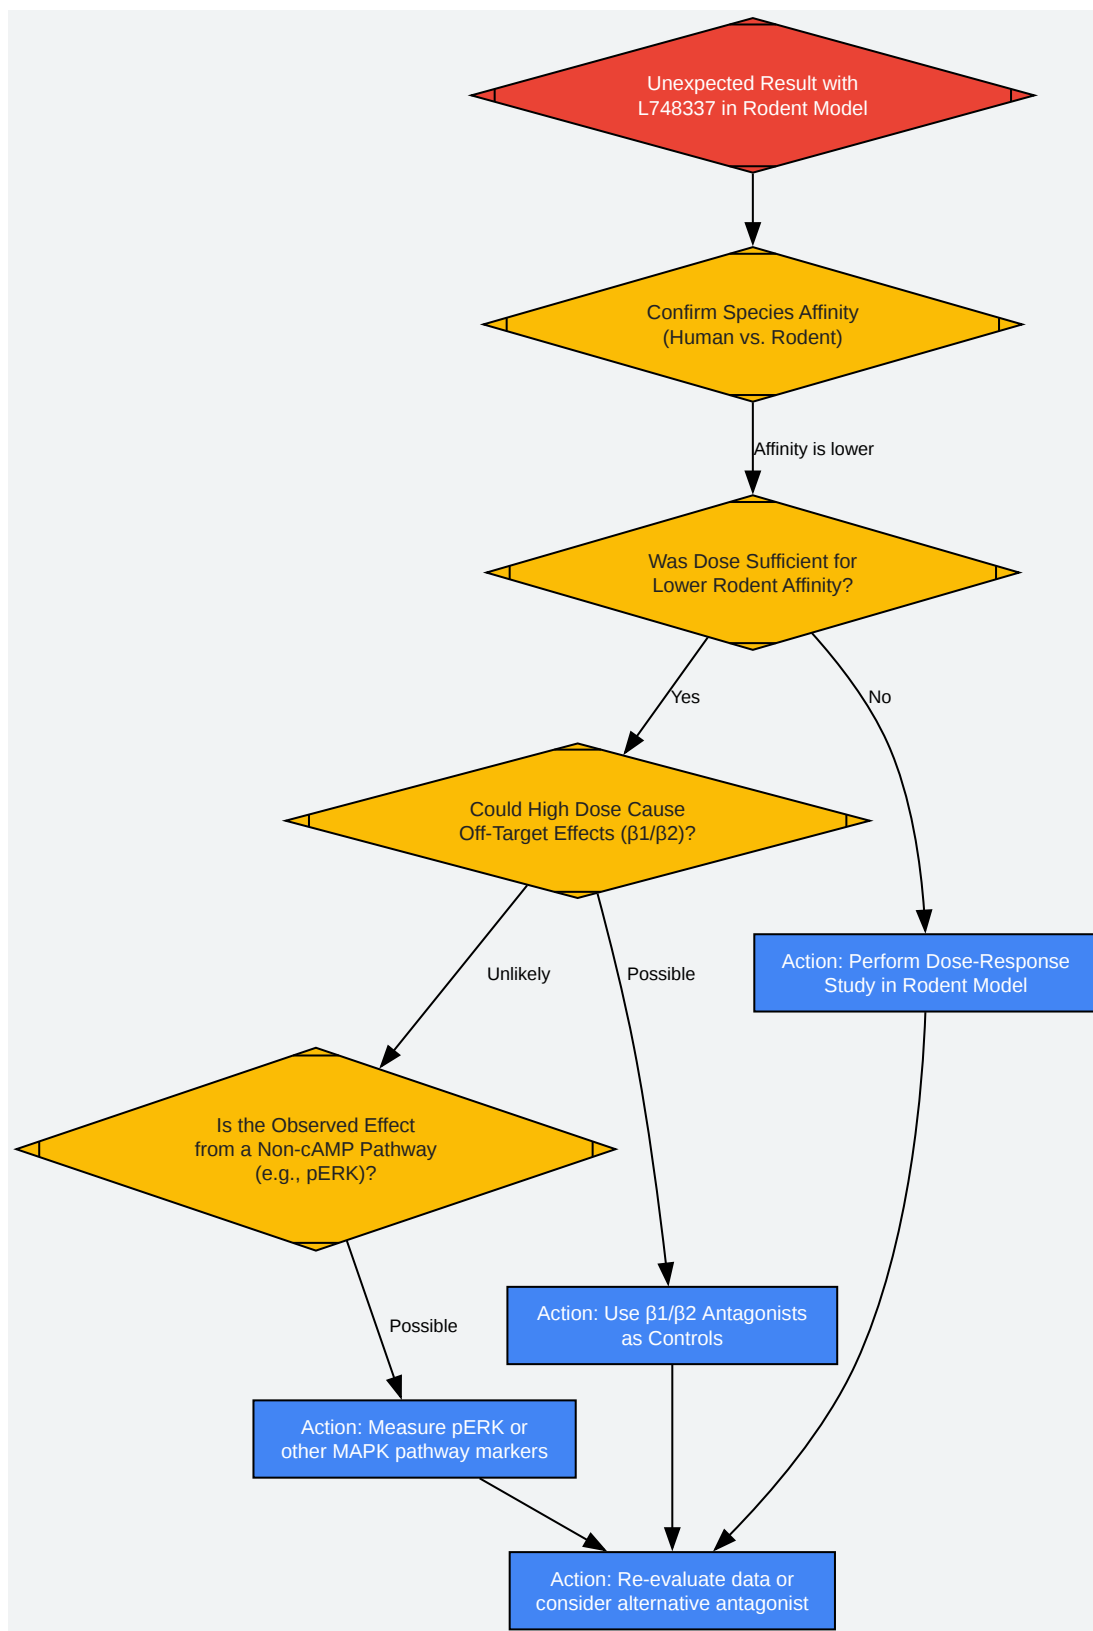 Unexpected Result with
L748337 in Rodent Model
Confirm Species Affinity
(Human vs. Rodent)
Affinity is lower
Was Dose Sufficient for
Lower Rodent Affinity?
Yes
No
Could High Dose Cause
Off-Target Effects (β1/β2)?
Unlikely
Possible
Action: Perform Dose-Response
Study in Rodent Model
Is the Observed Effect
from a Non-cAMP Pathway
(e.g., pERK)?
Possible
Action: Use β1/β2 Antagonists
as Controls
Action: Measure pERK or
other MAPK pathway markers
Action: Re-evaluate data or
consider alternative antagonist